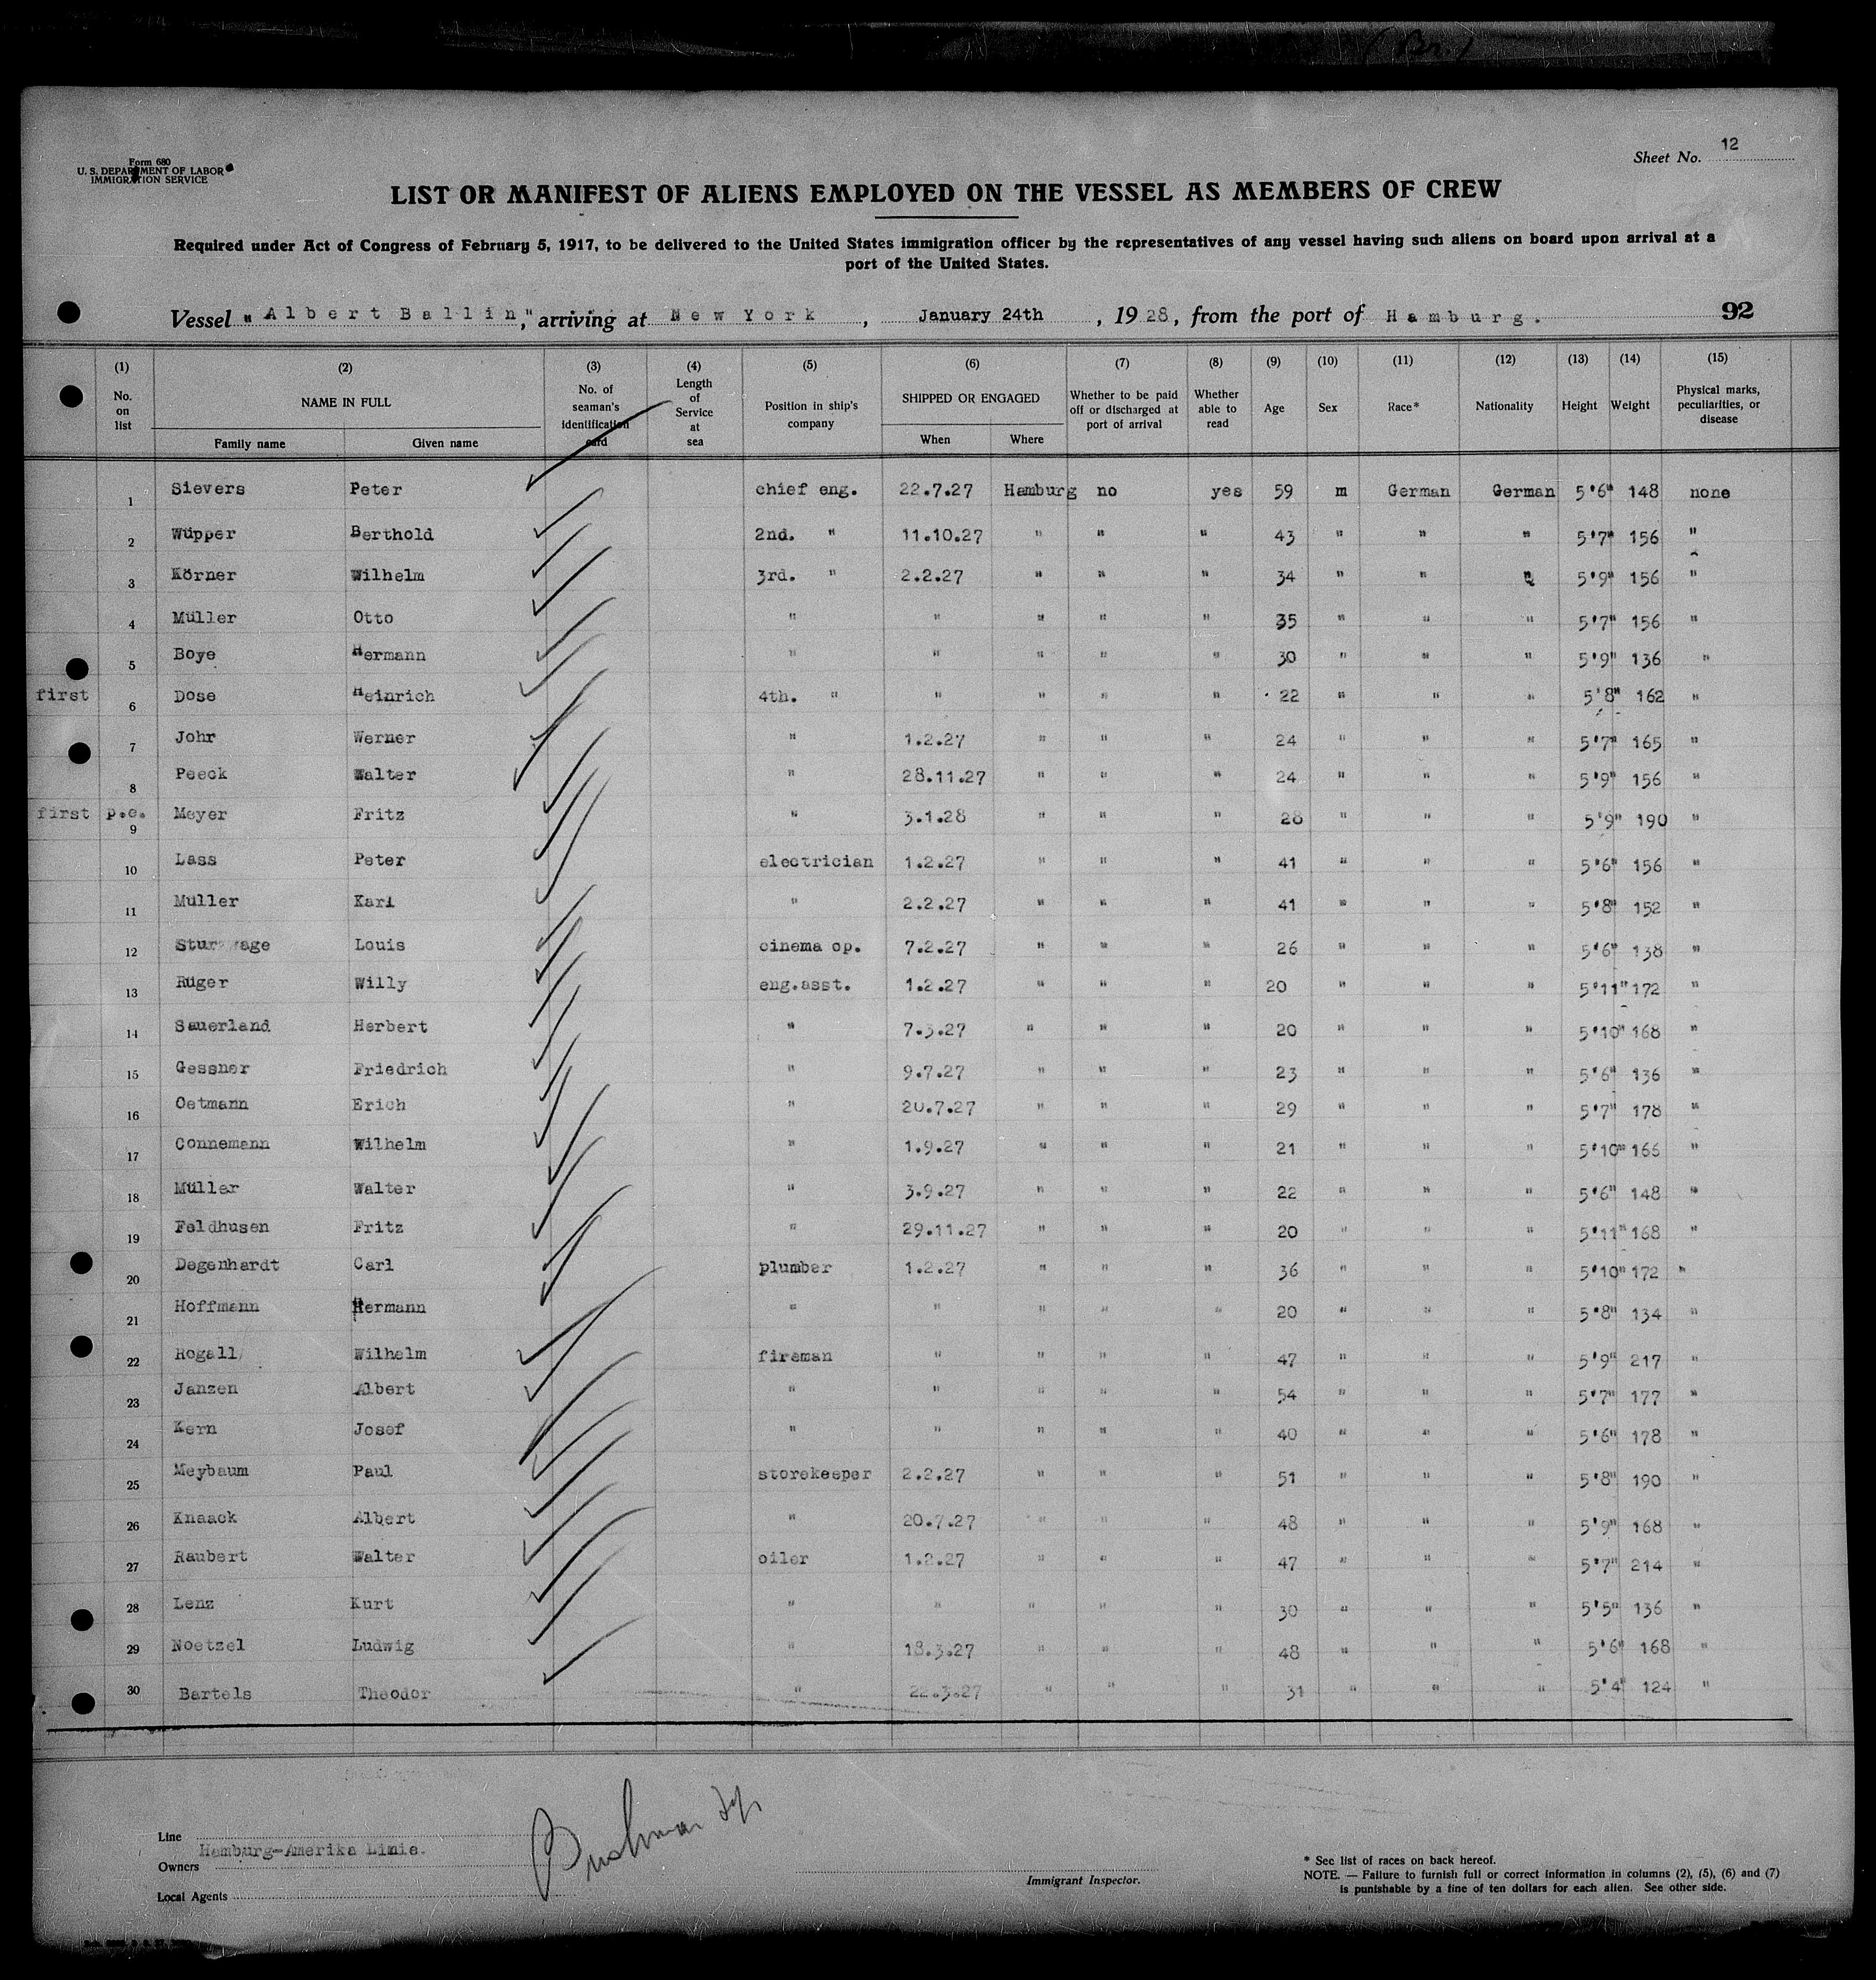 (Br.)
Form 680
U. S. DEPARTMENT OF LABOR
IMMIGRATION SERVICE
Sheet No. 12
LIST OR MANIFEST OF ALIENS EMPLOYED ON THE VESSEL AS MEMBERS OF CREW
Required under Act of Congress of February 5, 1917, to be delivered to the United States immigration officer by the representatives of any vessel having such aliens on board upon arrival at a
port of the United States.
Vessel "Albert Ballin," arriving at New York, January 24th, 1928, from the port of Hamburg. 92
(1) (2) (3) (4) (5) (6) (7) (8) (9) (10) (11) (12) (13) (14) (15)
No. on list NAME IN FULL Family name Given name No. of seaman's identification card Length of Service at sea Position in ship's company SHIPPED OR ENGAGED When Where Whether to be paid off or discharged at port of arrival Whether able to read Age Sex Race* Nationality Height Weight Physical marks, peculiarities, or disease
1 Sievers Peter chief eng. 22.7.27 Hamburg no yes 59 m German German 5'6" 148 none
2 Wüpper Berthold 2nd. " 11.10.27 " " " 43 " " " 5'7" 156 "
3 Körner Wilhelm 3rd. " 2.2.27 " " " 34 " " " 5'9" 156 "
4 Müller Otto " " " " " 35 " " " 5'7" 156 "
5 Boye Hermann " " " " " 30 " " " 5'9" 136 "
first 6 Dose Heinrich 4th. " " " " " 22 " " " 5'8" 162 "
7 Johr Werner " 1.2.27 " " " 24 " " " 5'7" 165 "
8 Peeck Walter " 28.11.27 " " " 24 " " " 5'9" 156 "
first p.e. 9 Meyer Fritz " 3.1.28 " " " 28 " " " 5'9" 190 "
10 Lass Peter electrician 1.2.27 " " " 41 " " " 5'6" 156 "
11 Müller Karl " 2.2.27 " " " 41 " " " 5'8" 152 "
12 Louis cinema op. 7.2.27 " " " 26 " " " 5'6" 138 "
13 Rüger Willy eng.asst. 1.2.27 " " " 20 " " " 5'11" 172 "
14 Sauerland Herbert " 7.3.27 " " " 20 " " " 5'10" 168 "
15 Gessner Friedrich " 9.7.27 " " " 23 " " " 5'6" 136 "
16 Oetmann Erich " 20.7.27 " " " 29 " " " 5'7" 178 "
17 Connemann Wilhelm " 1.9.27 " " " 21 " " " 5'10" 166 "
18 Müller Walter " 3.9.27 " " " 22 " " " 5'6" 148 "
19 Feldhusen Fritz " 29.11.27 " " " 20 " " " 5'11" 168 "
20 Degenhardt Carl plumber 1.2.27 " " " 36 " " " 5'10" 172 "
21 Hoffmann Hermann " " " " " 20 " " " 5'8" 134 "
22 Rogall Wilhelm fireman " " " " 47 " " " 5'9" 217 "
23 Janzen Albert " " " " " 54 " " " 5'7" 177 "
24 Kern Josef " " " " " 40 " " " 5'6" 178 "
25 Meybaum Paul storekeeper 2.2.27 " " " 51 " " " 5'8" 190 "
26 Knaack Albert " 20.7.27 " " " 48 " " " 5'9" 168 "
27 Raubert Walter oiler 1.2.27 " " " 47 " " " 5'7" 214 "
28 Lenz Kurt " " " " " 30 " " " 5'5" 136 "
29 Noetzel Ludwig " 18.3.27 " " " 48 " " " 5'6" 168 "
30 Bartels Theodor " 22.3.27 " " " 31 " " " 5'4" 124 "
Line
Hamburg-Amerika Linie.
Owners
Local Agents
Immigrant Inspector.
* See list of races on back hereof.
NOTE. — Failure to furnish full or correct information in columns (2), (5), (6) and (7)
is punishable by a fine of ten dollars for each alien. See other side.